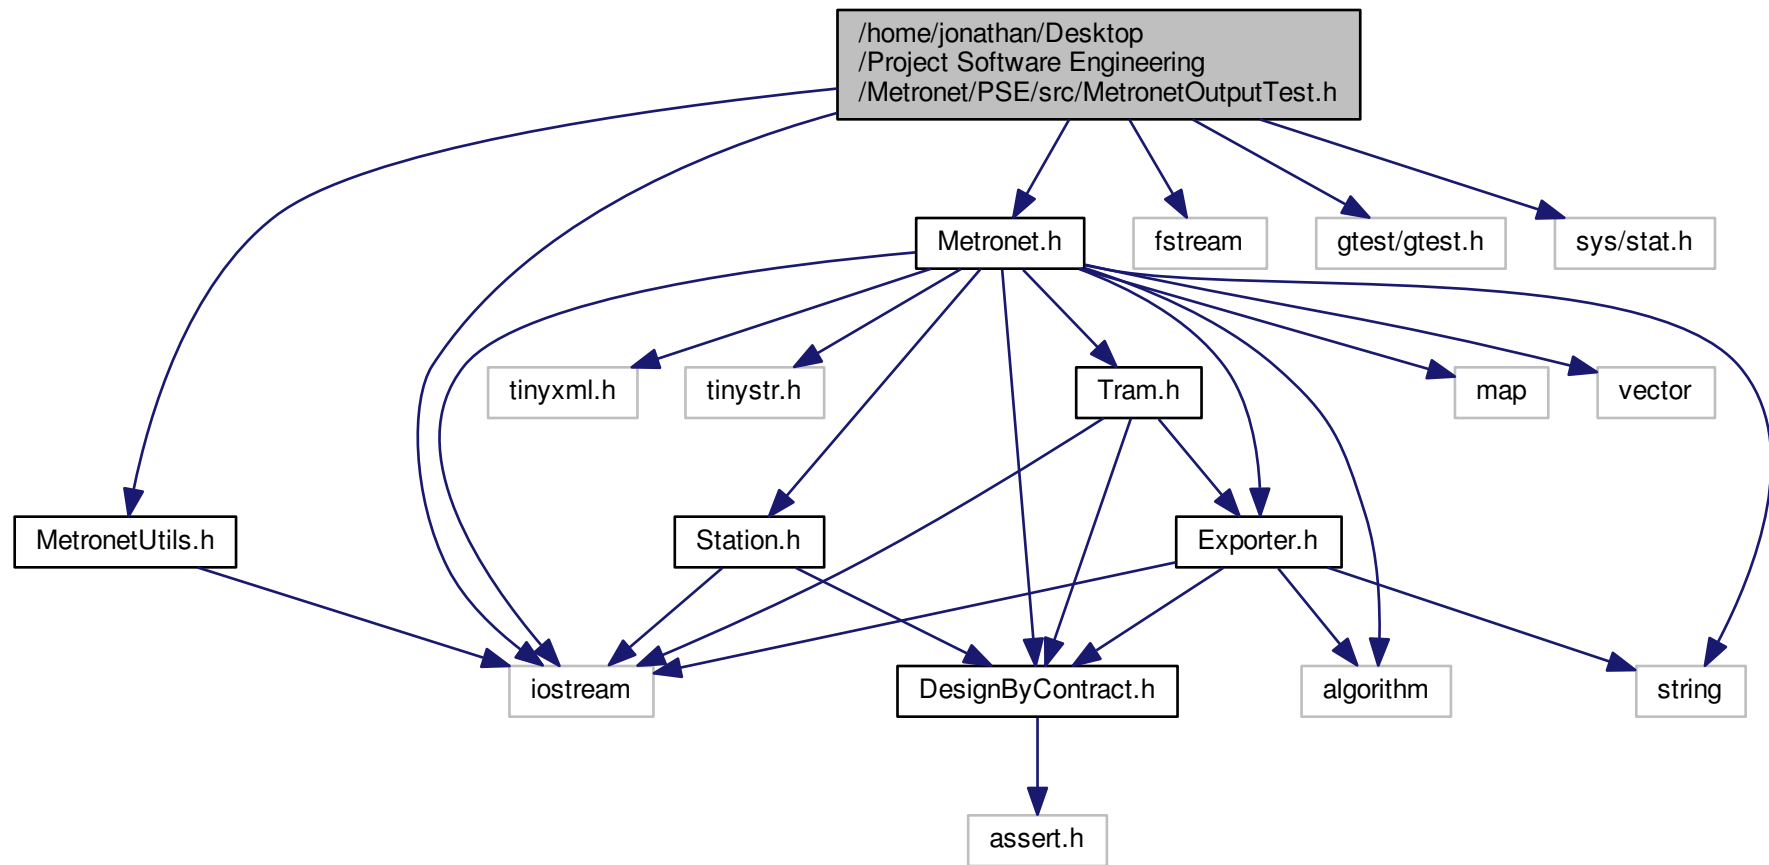 /home/jonathan/Desktop
/Project Software Engineering
/Metronet/PSE/src/MetronetOutputTest.h
Metronet.h
fstream
gtest/gtest.h
sys/stat.h
tinyxml.h
tinystr.h
Tram.h
map
vector
MetronetUtils.h
Station.h
Exporter.h
iostream
DesignByContract.h
algorithm
string
assert.h